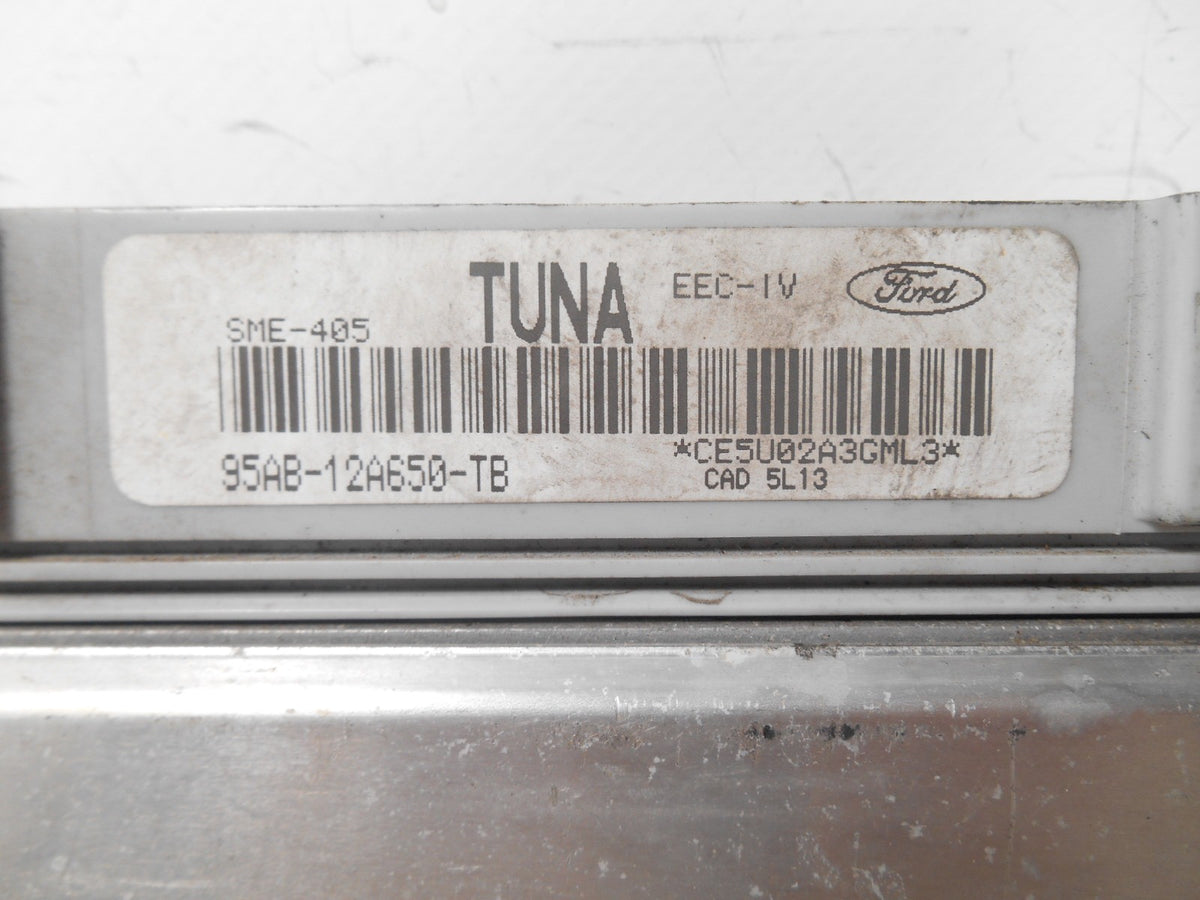 TUNA EEC-IV Ford
SME-405
*CE5U02A3GML3*
95AB-12A650-TB
CAD 5L13